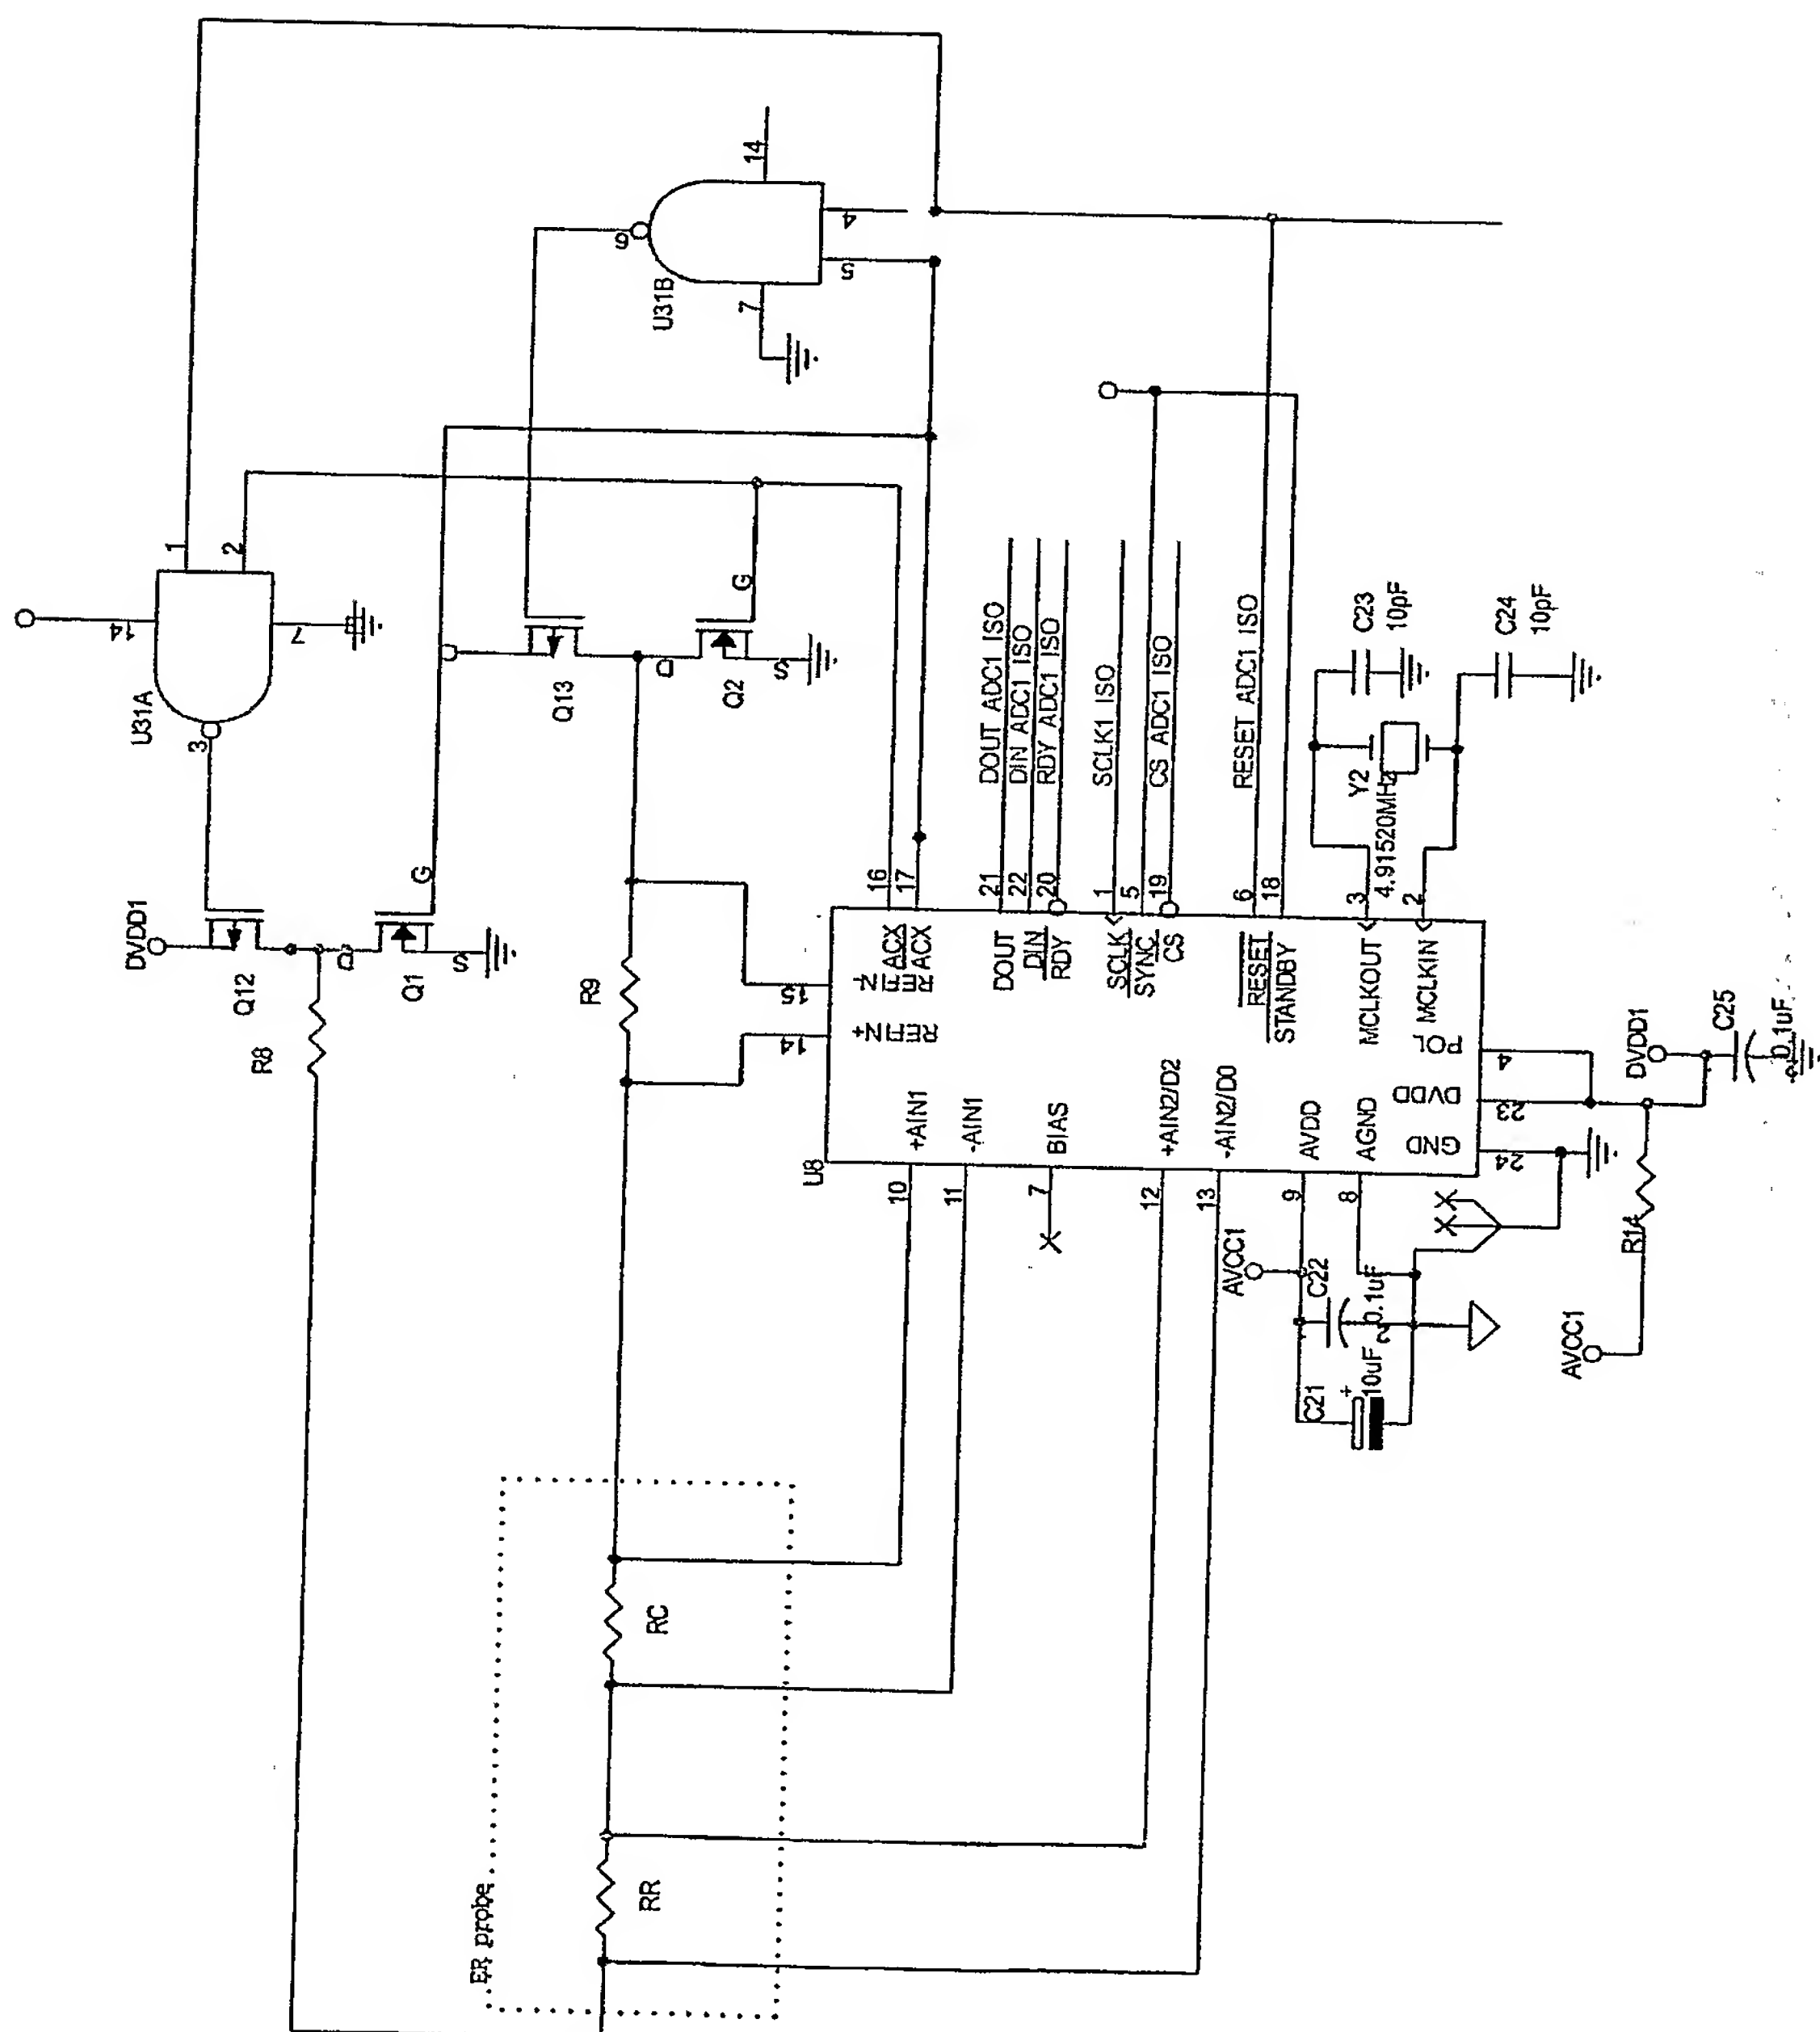 14
U31A
3
1
2
7
DVDD1
Q12
R8
G
D
Q1
S
14
6
U31B
4
5
7
Q13
G
D
Q2
S
R9
ER probe
RR
RC
U8
16
17
21
22
20
1
5
19
6
18
3
2
DOUT ADC1 ISO
DIN ADC1 ISO
RDY ADC1 ISO
SCLK1 ISO
CS ADC1 ISO
RESET ADC1 ISO
15
14
REFIN-
REFIN+
ACX
ACX
DOUT
DIN
RDY
SCLK
SYNC
CS
RESET
STANDBY
MCLKOUT
MCLKIN
+AIN1
-AIN1
BIAS
+AIN2/D2
-AIN2/D0
AVDD
AGND
POL
DVDD
GND
10
11
7
12
13
9
8
4
23
24
Y2
4.91520MHz
C23
10pF
C24
10pF
DVDD1
C25
0.1uF
R14
AVCC1
AVCC1
C22
0.1uF
2
C21
+
10uF